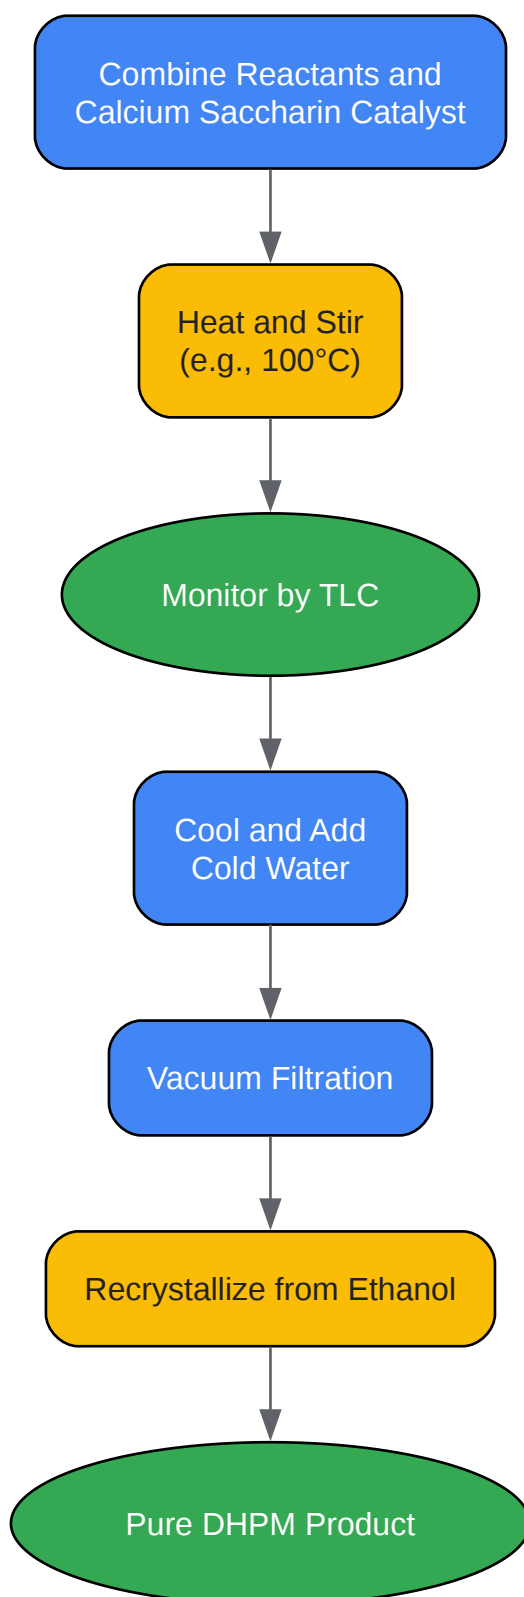 Combine Reactants and
Calcium Saccharin Catalyst
Heat and Stir
(e.g., 100°C)
Monitor by TLC
Cool and Add
Cold Water
Vacuum Filtration
Recrystallize from Ethanol
Pure DHPM Product